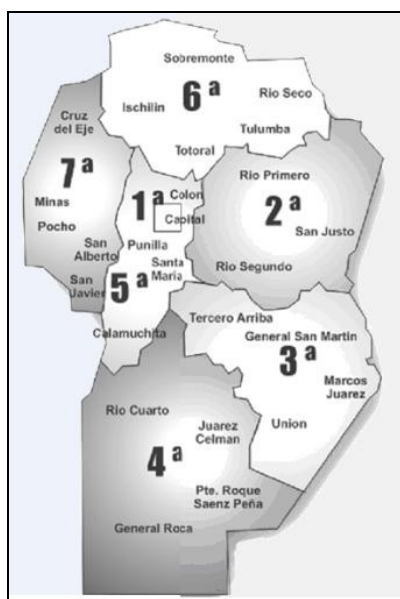 Sobremonte
6ª
Rio Seco
Ischilin
Cruz
del Eje
Tulumba
Totoral
7ª
Rio Primero
1ª
Colon
2ª
Minas
Capital
Pocho
San Justo
San
Alberto
Punilla
Santa
Maria
Rio Segundo
San
Javier
5ª
Tercero Arriba
Calamuchita
General San Martin
3ª
Marcos
Juarez
Rio Cuarto
Union
Juarez
Celman
4ª
Pte. Roque
Saenz Peña
General Roca